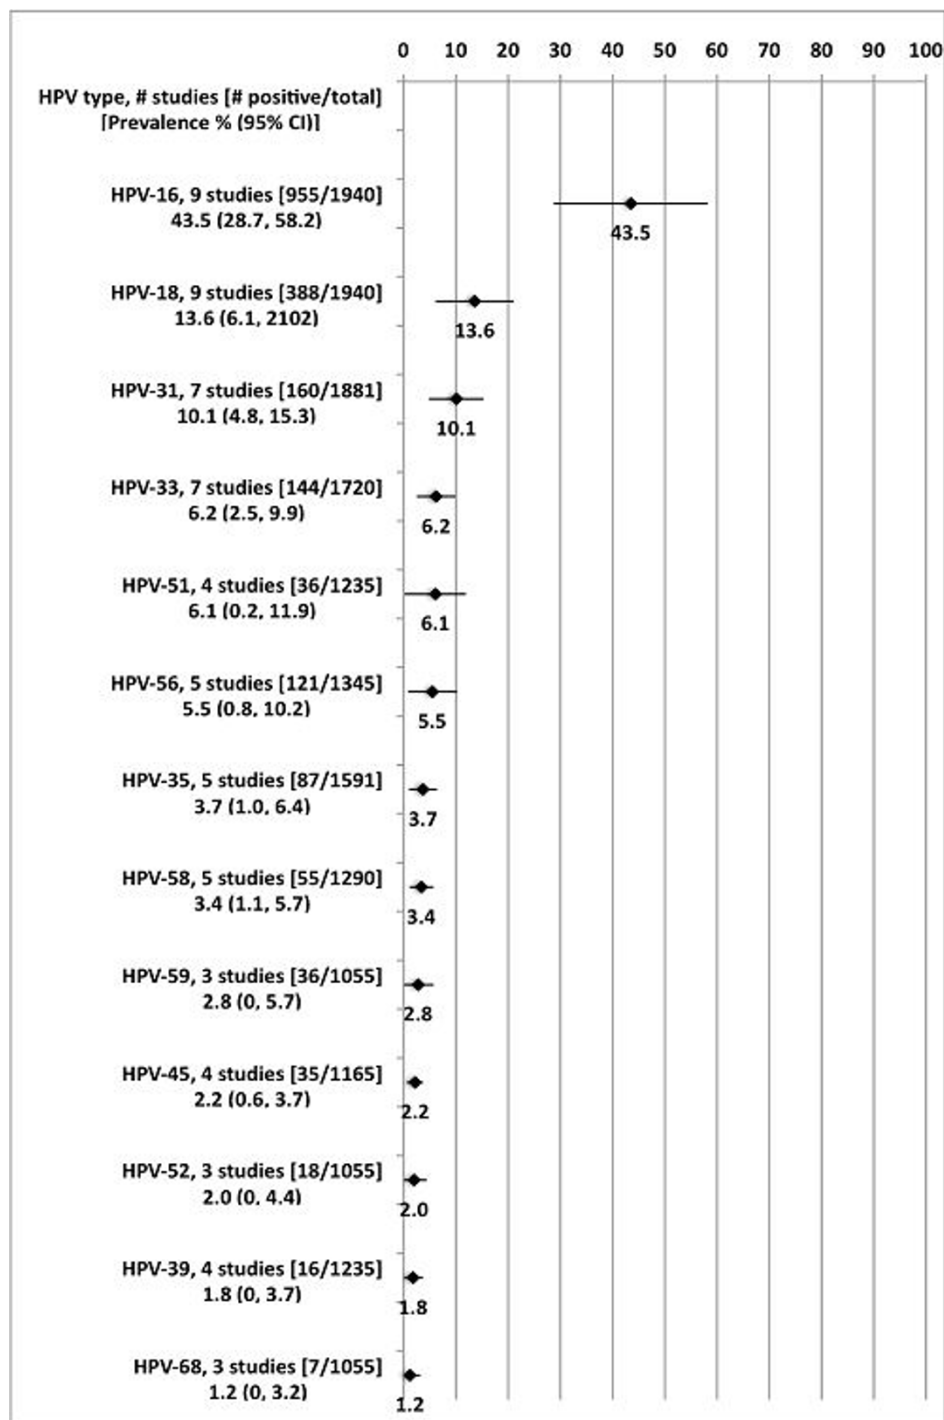 0 10 20 30 40 50 60 70 80 90 100
HPV type, # studies [# positive/total]
[Prevalence % (95% CI)]
HPV-16, 9 studies [955/1940]
43.5 (28.7, 58.2)
43.5
HPV-18, 9 studies [388/1940]
13.6 (6.1, 2102)
13.6
HPV-31, 7 studies [160/1881]
10.1 (4.8, 15.3)
10.1
HPV-33, 7 studies [144/1720]
6.2 (2.5, 9.9)
6.2
HPV-51, 4 studies [36/1235]
6.1 (0.2, 11.9)
6.1
HPV-56, 5 studies [121/1345]
5.5 (0.8, 10.2)
5.5
HPV-35, 5 studies [87/1591]
3.7 (1.0, 6.4)
3.7
HPV-58, 5 studies [55/1290]
3.4 (1.1, 5.7)
3.4
HPV-59, 3 studies [36/1055]
2.8 (0, 5.7)
2.8
HPV-45, 4 studies [35/1165]
2.2 (0.6, 3.7)
2.2
HPV-52, 3 studies [18/1055]
2.0 (0, 4.4)
2.0
HPV-39, 4 studies [16/1235]
1.8 (0, 3.7)
1.8
HPV-68, 3 studies [7/1055]
1.2 (0, 3.2)
1.2